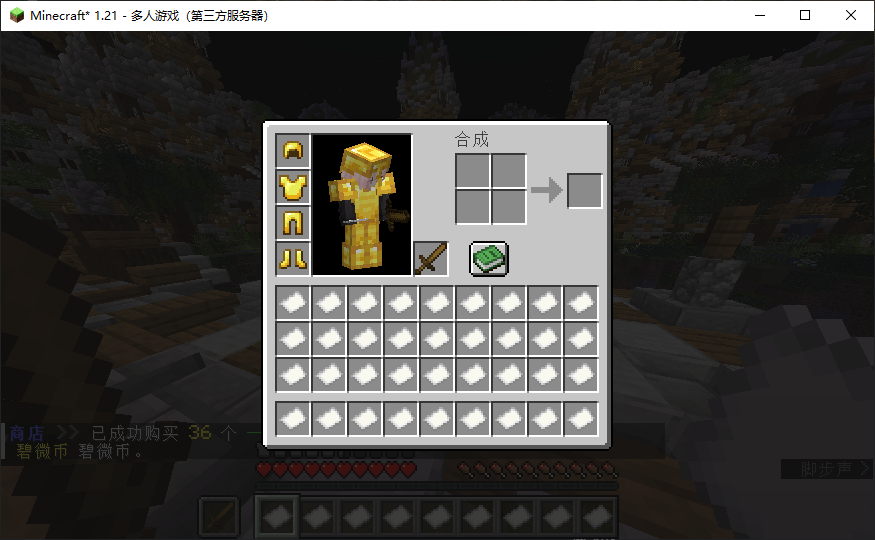 Minecraft* 1.21 - 多人游戏（第三方服务器）
合成
商店 >> 已成功购买 36 个
碧微币 碧微币。
脚步声 >